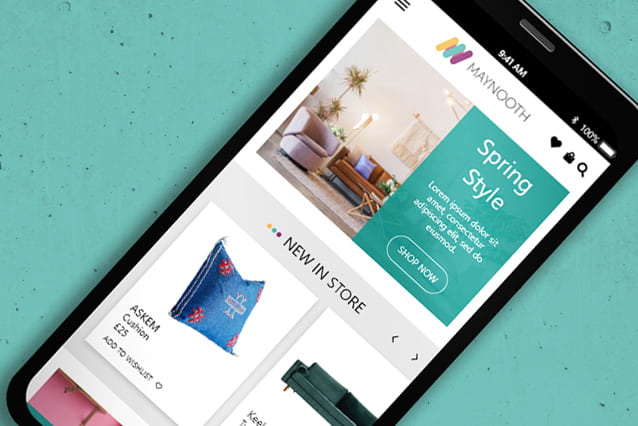 9:41 AM
100%
MAYNOOTH
Spring
Style
Lorem ipsum dolor sit
amet, consectetur
adipiscing elit, sed do
eiusmod.
SHOP NOW
NEW IN STORE
ASKEM
Cushion
£25
ADD TO WISHLIST